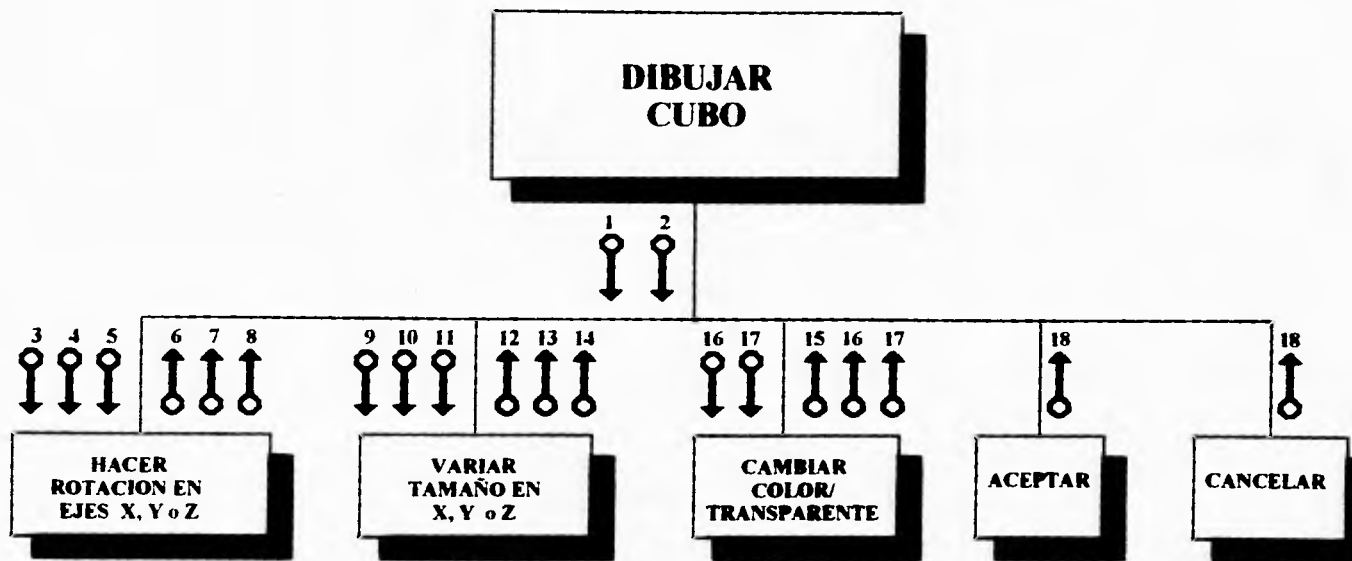 DIBUJAR
CUBO
1 2
3 4 5 6 7 8 9 10 11 12 13 14 16 17 15 16 17 18 18
HACER
ROTACION EN
EJES X, Y o Z
VARIAR
TAMAÑO EN
X, Y o Z
CAMBIAR
COLOR/
TRANSPARENTE
ACEPTAR
CANCELAR